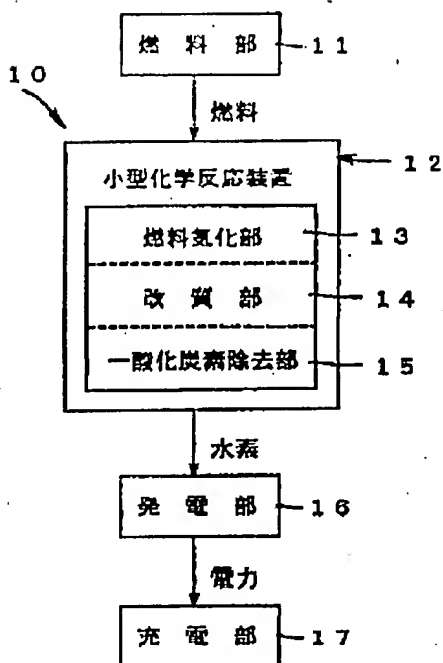 燃料部 11
10
燃料
12
小型化学反応装置
燃料気化部 13
改質部 14
一酸化炭素除去部 15
水素
発電部 16
電力
充電部 17